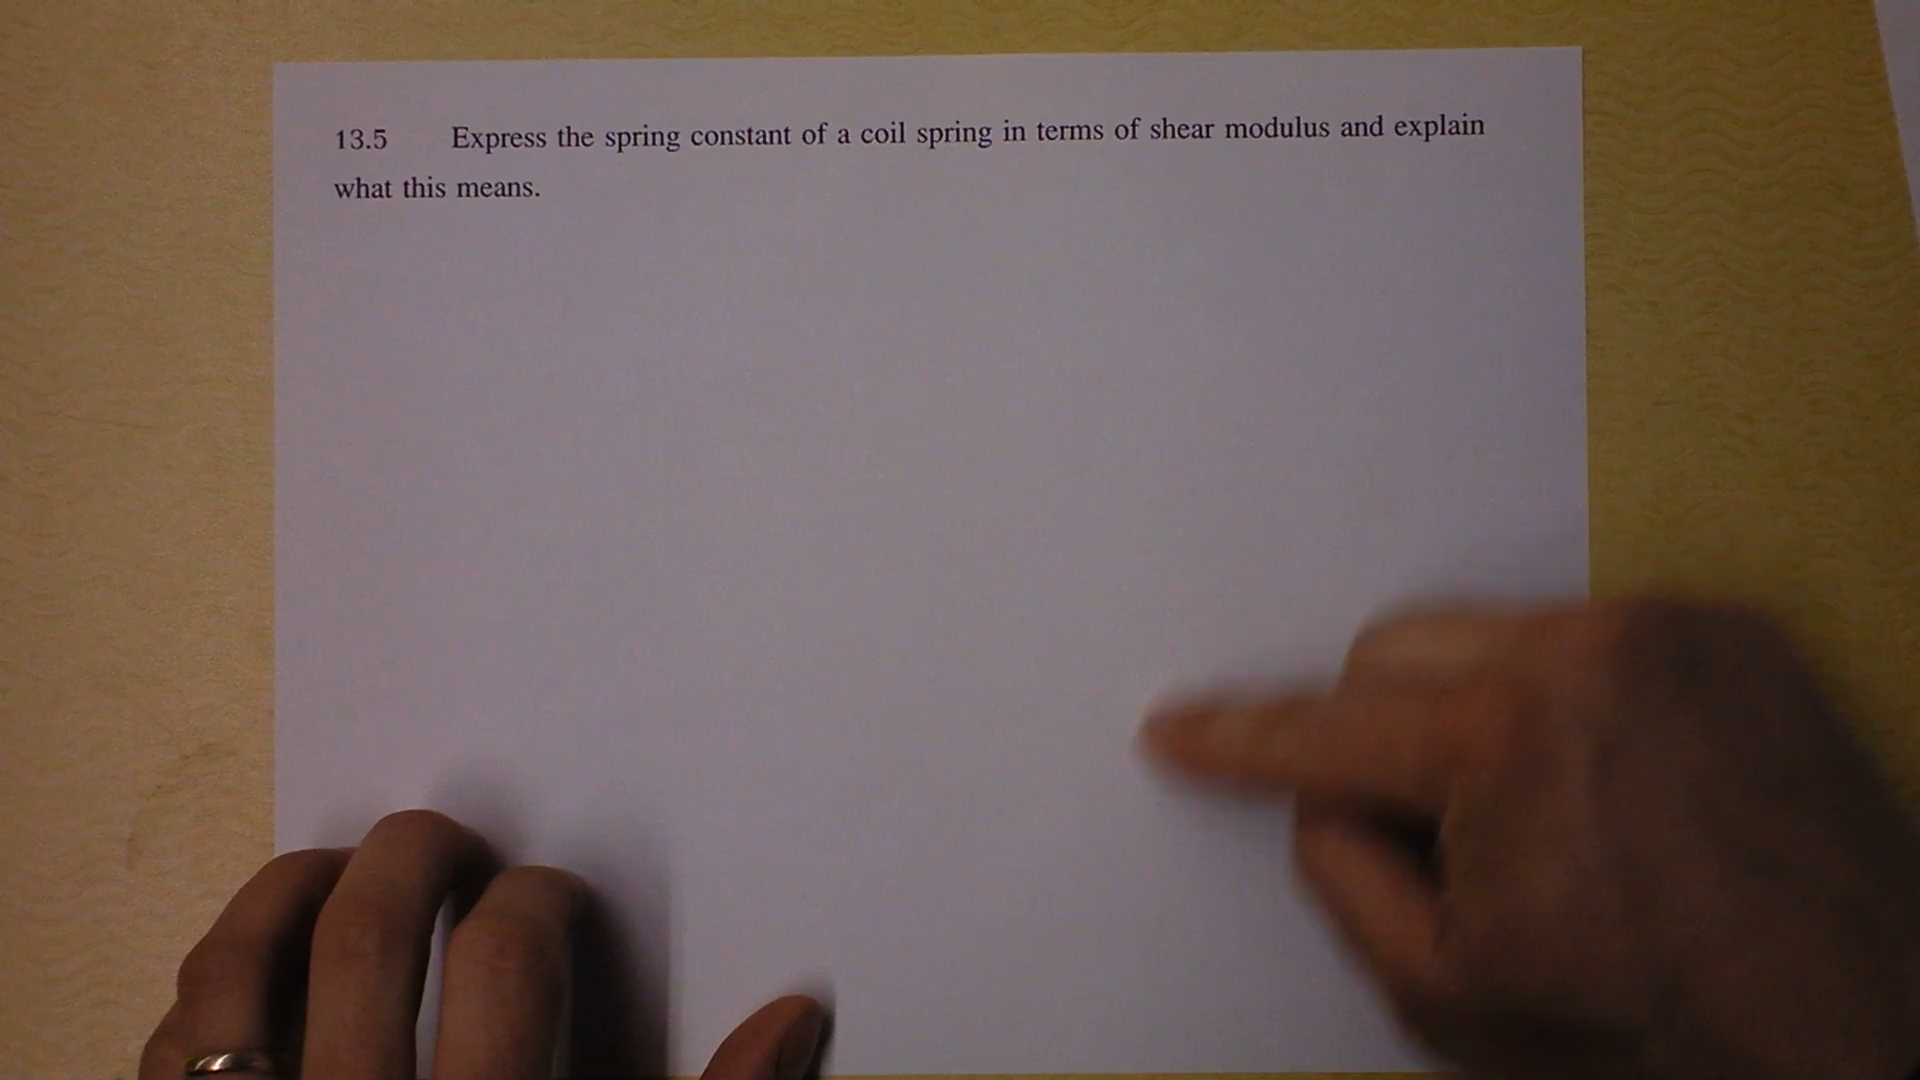 13.5 Express the spring constant of a coil spring in terms of shear modulus and explain
what this means.